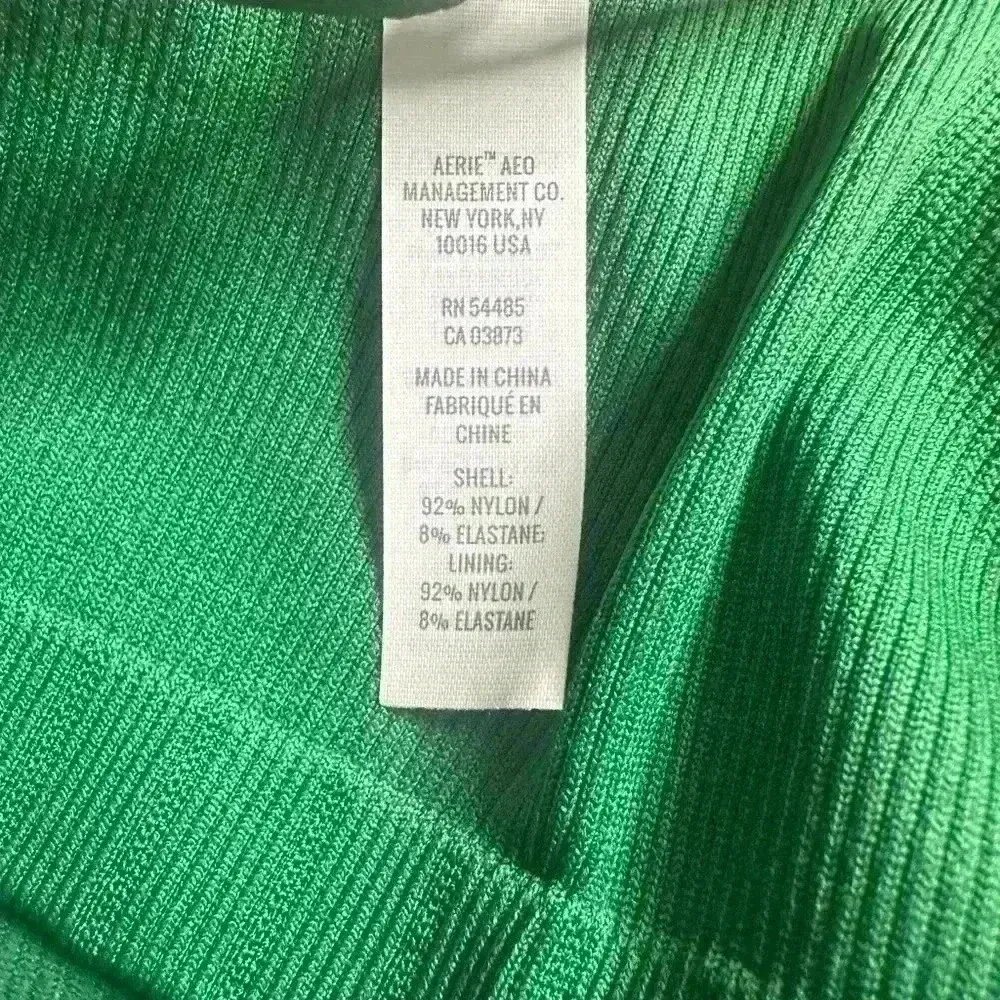 AERIE™ AEO
MANAGEMENT CO.
NEW YORK,NY
10016 USA
RN 54485
CA 03873
MADE IN CHINA
FABRIQUÉ EN
CHINE
SHELL:
92% NYLON /
8% ELASTANE;
LINING:
92% NYLON /
8% ELASTANE